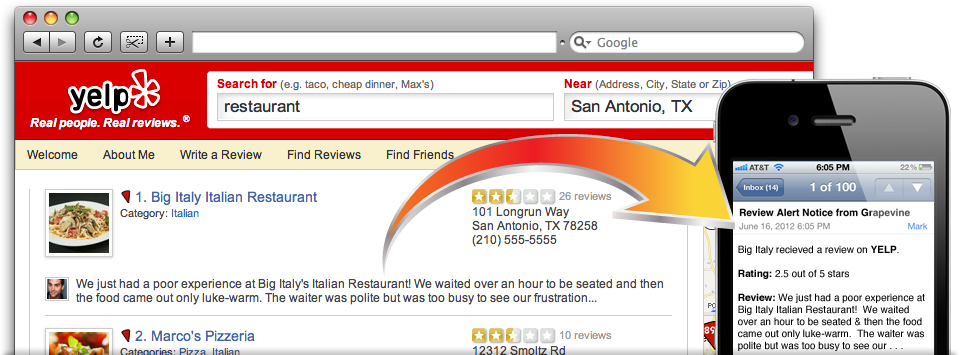 Google
yelp
Real people. Real reviews.®
Search for (e.g. taco, cheap dinner, Max's)
restaurant
Near (Address, City, State or Zip)
San Antonio, TX
Welcome
About Me
Write a Review
Find Reviews
Find Friends
1. Big Italy Italian Restaurant
Category: Italian
26 reviews
101 Longrun Way
San Antonio, TX 78258
(210) 555-5555
We just had a poor experience at Big Italy's Italian Restaurant! We waited over an hour to be seated and then
the food came out only luke-warm. The waiter was polite but was too busy to see our frustration...
2. Marco's Pizzeria
Categories: Pizza, Italian
10 reviews
12312 Smoltz Rd
AT&T
6:05 PM
22%
Inbox (14)
1 of 100
Review Alert Notice from Grapevine
June 16, 2012 6:05 PM
Mark
Big Italy recieved a review on YELP.
Rating: 2.5 out of 5 stars
Review: We just had a poor experience at
Big Italy Italian Restaurant! We waited
over an hour to be seated & then the food
came out only luke-warm. The waiter was
polite but was too busy to see our . . .